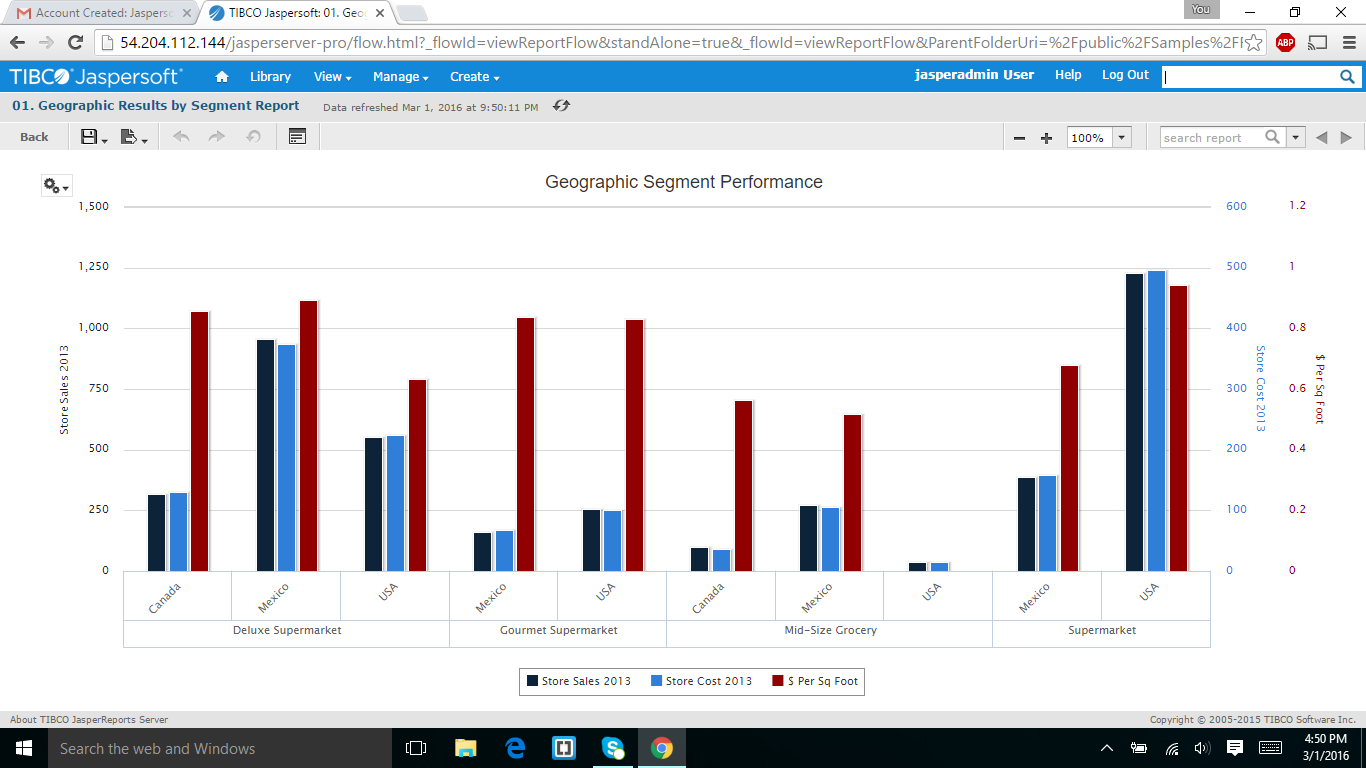 Account Created: Jaspers
TIBCO Jaspersoft: 01. Geo
You
54.204.112.144/jasperserver-pro/flow.html?_flowId=viewReportFlow&standAlone=true&_flowId=viewReportFlow&ParentFolderUri=%2Fpublic%2FSamples%2F
ABP
TIBCO Jaspersoft
Library
View
Manage
Create
jasperadmin User
Help
Log Out
01. Geographic Results by Segment Report
Data refreshed Mar 1, 2016 at 9:50:11 PM
Back
100%
search report
Geographic Segment Performance
1,500
1,250
1,000
750
500
250
0
Store Sales 2013
600
500
400
300
200
100
0
Store Cost 2013
1.2
1
0.8
0.6
0.4
0.2
0
$ Per Sq Foot
Canada
Mexico
USA
Mexico
USA
Canada
Mexico
USA
Mexico
USA
Deluxe Supermarket
Gourmet Supermarket
Mid-Size Grocery
Supermarket
Store Sales 2013
Store Cost 2013
$ Per Sq Foot
About TIBCO JasperReports Server
Copyright © 2005-2015 TIBCO Software Inc.
Search the web and Windows
4:50 PM
3/1/2016